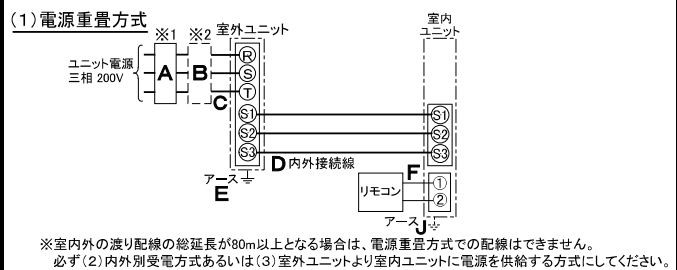 (1)電源重畳方式
※1 ※2 室外ユニット
室内
ユニット
ユニット電源
三相 200V
A
B
C
R
S
T
S1
S2
S3
S1
S2
S3
D 内外接続線
アース
E
リモコン
F
①
②
アース J
※室内外の渡り配線の総延長が80m以上となる場合は、電源重畳方式での配線はできません。
必ず(2)内外別受電方式あるいは(3)室外ユニットより室内ユニットに電源を供給する方式にしてください。